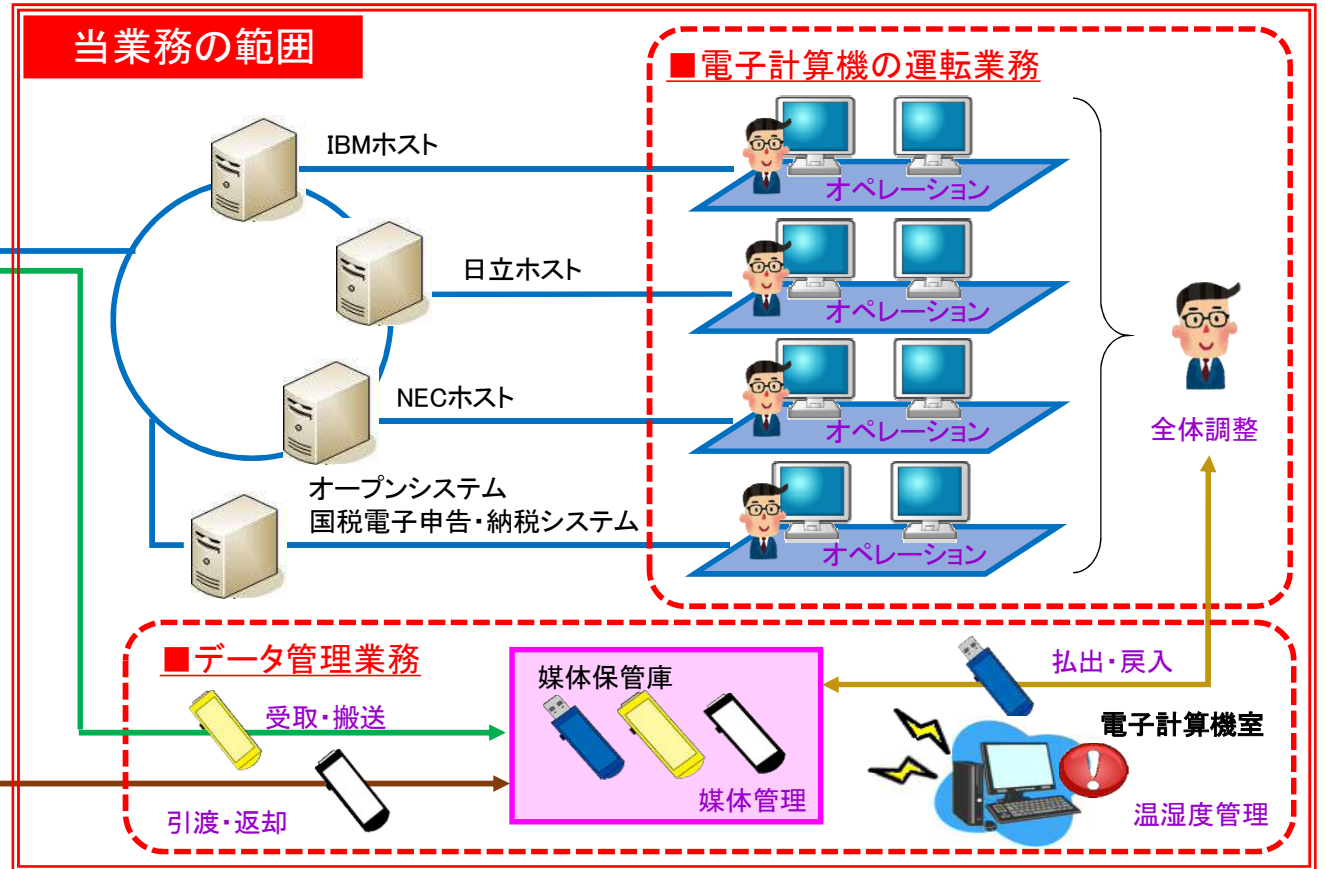 当業務の範囲
■電子計算機の運転業務
IBMホスト
オペレーション
日立ホスト
オペレーション
NECホスト
オペレーション
全体調整
オープンシステム
国税電子申告・納税システム
オペレーション
■データ管理業務
媒体保管庫
払出・戻入
受取・搬送
電子計算機室
媒体管理
温湿度管理
引渡・返却